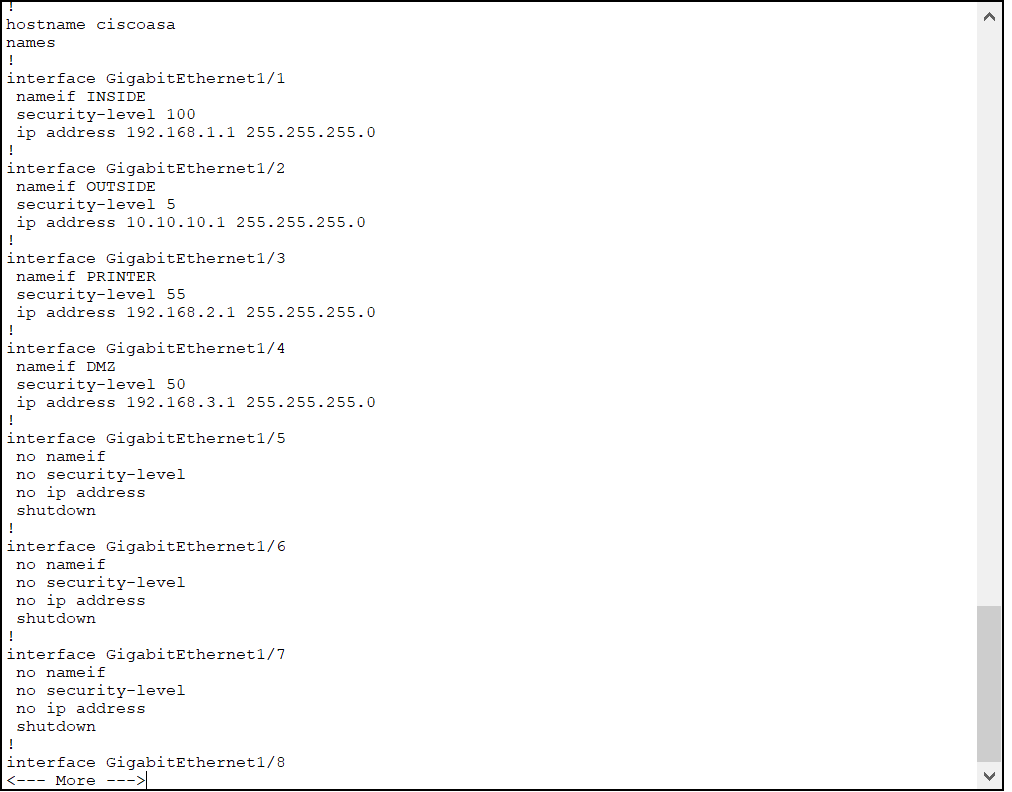 !
hostname ciscoasa
names
!
interface GigabitEthernet1/1
 nameif INSIDE
 security-level 100
 ip address 192.168.1.1 255.255.255.0
!
interface GigabitEthernet1/2
 nameif OUTSIDE
 security-level 5
 ip address 10.10.10.1 255.255.255.0
!
interface GigabitEthernet1/3
 nameif PRINTER
 security-level 55
 ip address 192.168.2.1 255.255.255.0
!
interface GigabitEthernet1/4
 nameif DMZ
 security-level 50
 ip address 192.168.3.1 255.255.255.0
!
interface GigabitEthernet1/5
 no nameif
 no security-level
 no ip address
 shutdown
!
interface GigabitEthernet1/6
 no nameif
 no security-level
 no ip address
 shutdown
!
interface GigabitEthernet1/7
 no nameif
 no security-level
 no ip address
 shutdown
!
interface GigabitEthernet1/8
<--- More --->